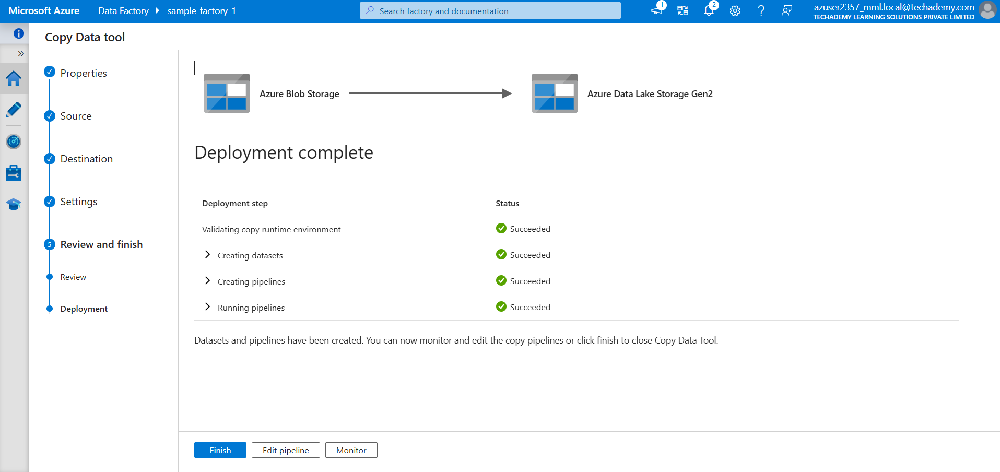 Microsoft Azure
Data Factory
sample-factory-1
Search factory and documentation
1
2
azuser2357_mml.local@techademy.com
TECHADEMY LEARNING SOLUTIONS PRIVATE LIMITED
Copy Data tool
Properties
Source
Destination
Settings
5
Review and finish
Review
Deployment
Azure Blob Storage
Azure Data Lake Storage Gen2
Deployment complete
Deployment step
Status
Validating copy runtime environment
Succeeded
Creating datasets
Succeeded
Creating pipelines
Succeeded
Running pipelines
Succeeded
Datasets and pipelines have been created. You can now monitor and edit the copy pipelines or click finish to close Copy Data Tool.
Finish
Edit pipeline
Monitor